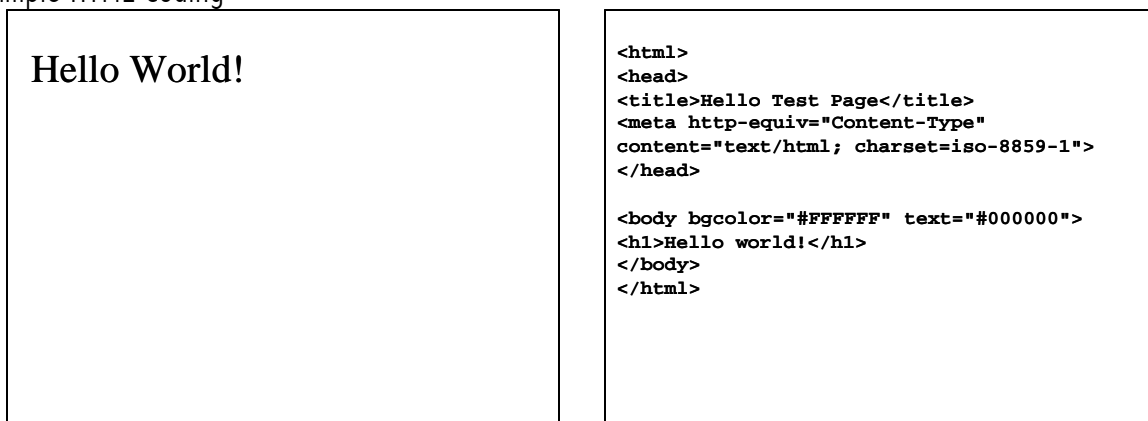 Hello World!
<html>
<head>
<title>Hello Test Page</title>
<meta http-equiv="Content-Type"
content="text/html; charset=iso-8859-1">
</head>
<body bgcolor="#FFFFFF" text="#000000">
<h1>Hello world!</h1>
</body>
</html>